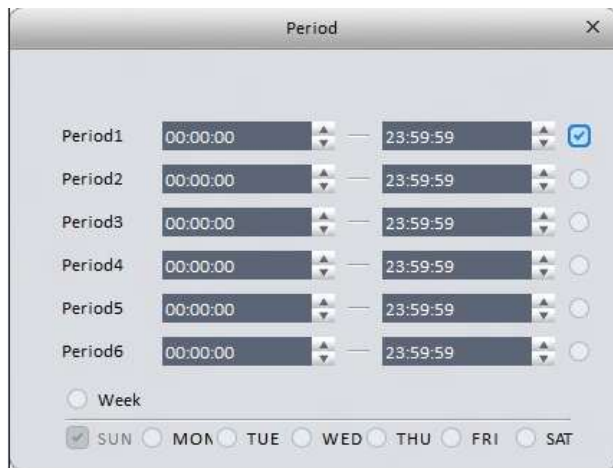 Period
Period1 00:00:00 — 23:59:59
Period2 00:00:00 — 23:59:59
Period3 00:00:00 — 23:59:59
Period4 00:00:00 — 23:59:59
Period5 00:00:00 — 23:59:59
Period6 00:00:00 — 23:59:59
Week
SUN MON TUE WED THU FRI SAT